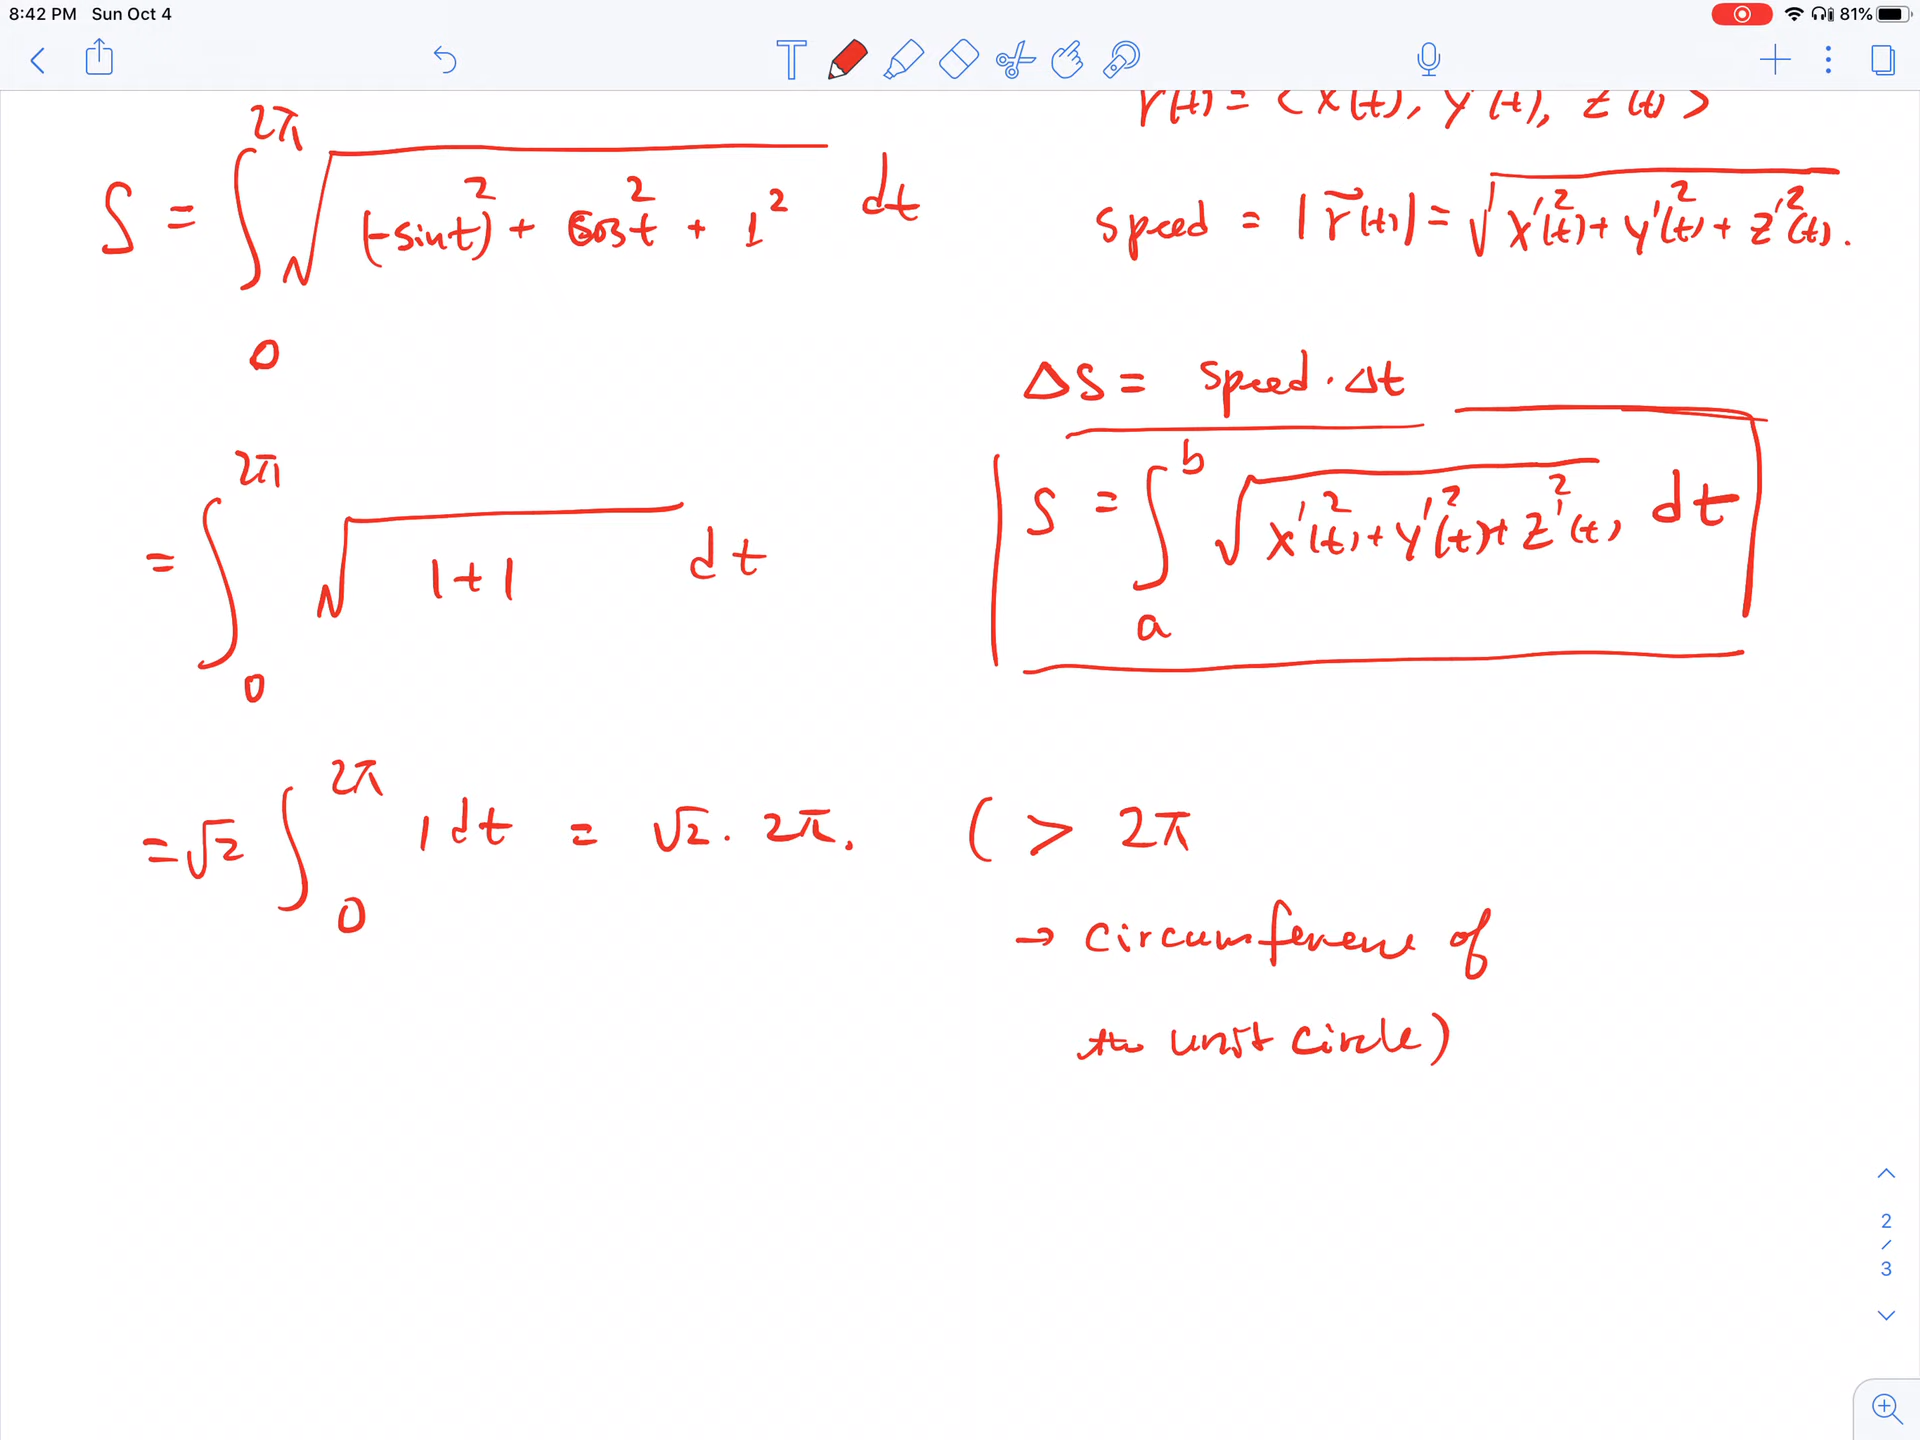 8:42 PM Sun Oct 4 81%
r(t) = <x(t), y(t), z(t)>
S = ∫₀^2π √((-sint)² + cos²t + 1²) dt
speed = |r⃗(t)| = √(x'²(t) + y'²(t) + z'²(t)).
ΔS = speed · Δt
S = ∫ₐ^b √(x'²(t) + y'²(t) + z'²(t)) dt
= ∫₀^2π √(1+1) dt
= √2 ∫₀^2π 1 dt = √2 · 2π. ( > 2π
→ circumference of
the unit circle)
2
/
3